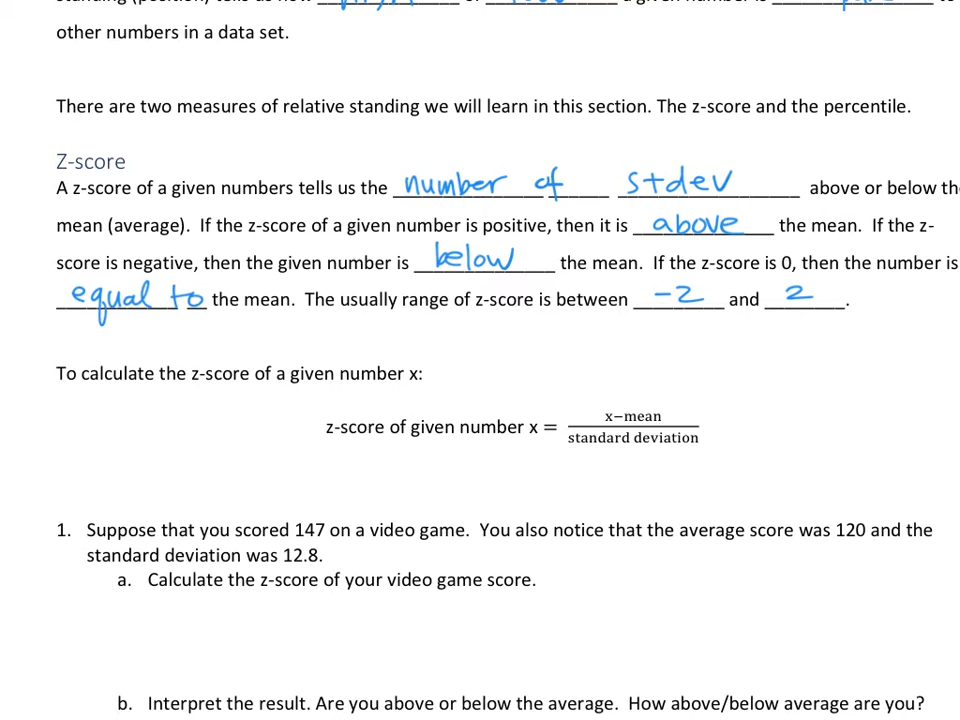 other numbers in a data set.
There are two measures of relative standing we will learn in this section. The z-score and the percentile.
Z-score
A z-score of a given numbers tells us the number of stdev above or below th
mean (average). If the z-score of a given number is positive, then it is above the mean. If the z-
score is negative, then the given number is below the mean. If the z-score is 0, then the number is
equal to the mean. The usually range of z-score is between -2 and 2.
To calculate the z-score of a given number x:
z-score of given number x = x−mean / standard deviation
1. Suppose that you scored 147 on a video game. You also notice that the average score was 120 and the
standard deviation was 12.8.
a. Calculate the z-score of your video game score.
b. Interpret the result. Are you above or below the average. How above/below average are you?